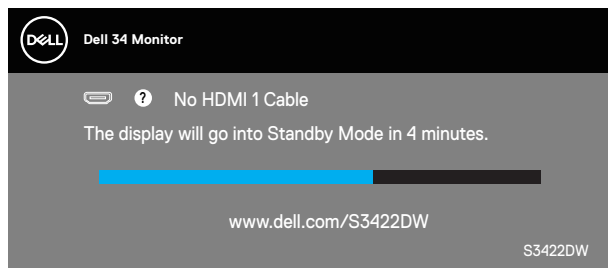 DELL
Dell 34 Monitor
? No HDMI 1 Cable
The display will go into Standby Mode in 4 minutes.
www.dell.com/S3422DW
S3422DW